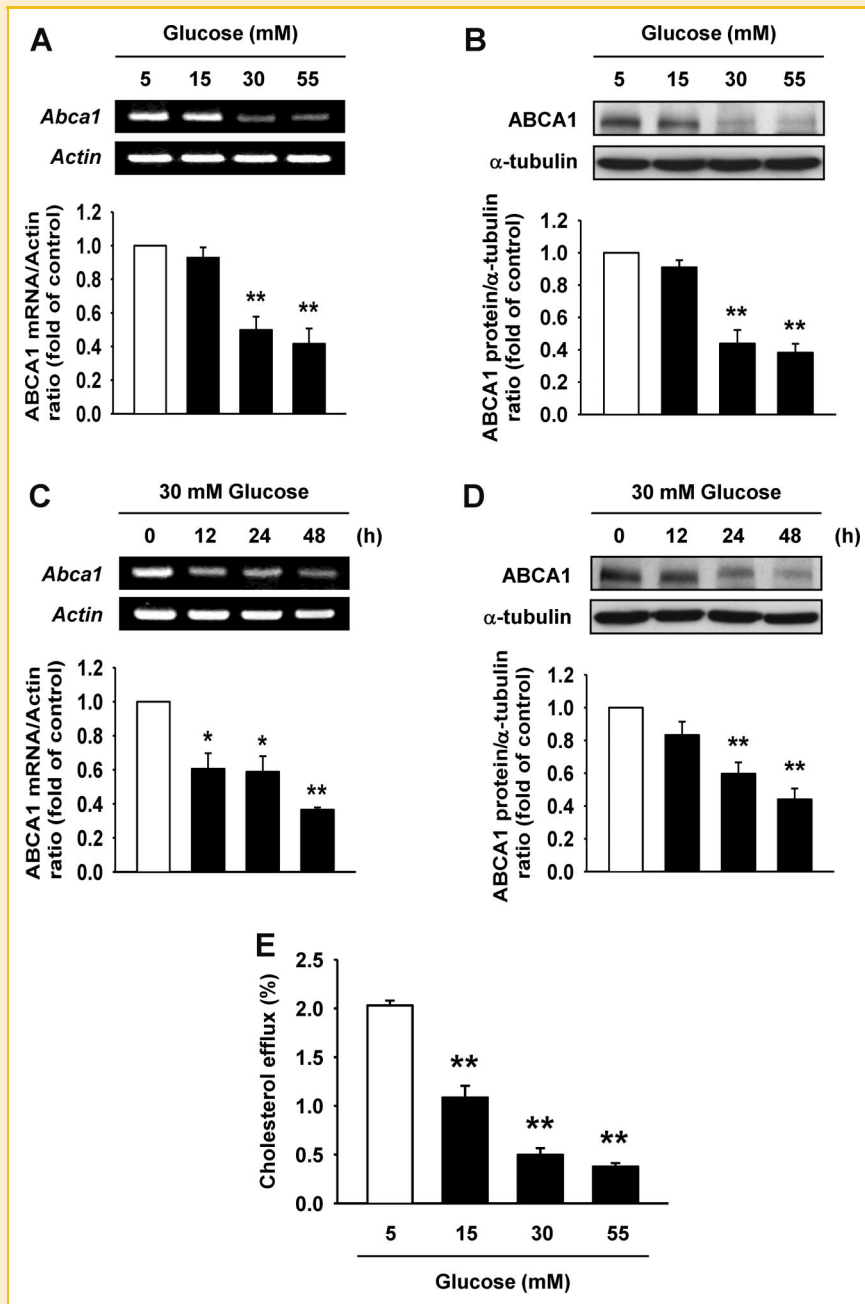 A
Glucose (mM)
5 15 30 55
Abca1
Actin
ABCA1 mRNA/Actin
ratio (fold of control)
1.2
1.0
0.8
0.6
0.4
0.2
0.0
** **
B
Glucose (mM)
5 15 30 55
ABCA1
α-tubulin
ABCA1 protein/α-tubulin
ratio (fold of control)
1.2
1.0
0.8
0.6
0.4
0.2
0.0
** **
C
30 mM Glucose
0 12 24 48 (h)
Abca1
Actin
ABCA1 mRNA/Actin
ratio (fold of control)
1.2
1.0
0.8
0.6
0.4
0.2
0.0
* * **
D
30 mM Glucose
0 12 24 48 (h)
ABCA1
α-tubulin
ABCA1 protein/α-tubulin
ratio (fold of control)
1.2
1.0
0.8
0.6
0.4
0.2
0.0
** **
E
Cholesterol efflux (%)
2.0
1.5
1.0
0.5
0.0
** ** **
5 15 30 55
Glucose (mM)